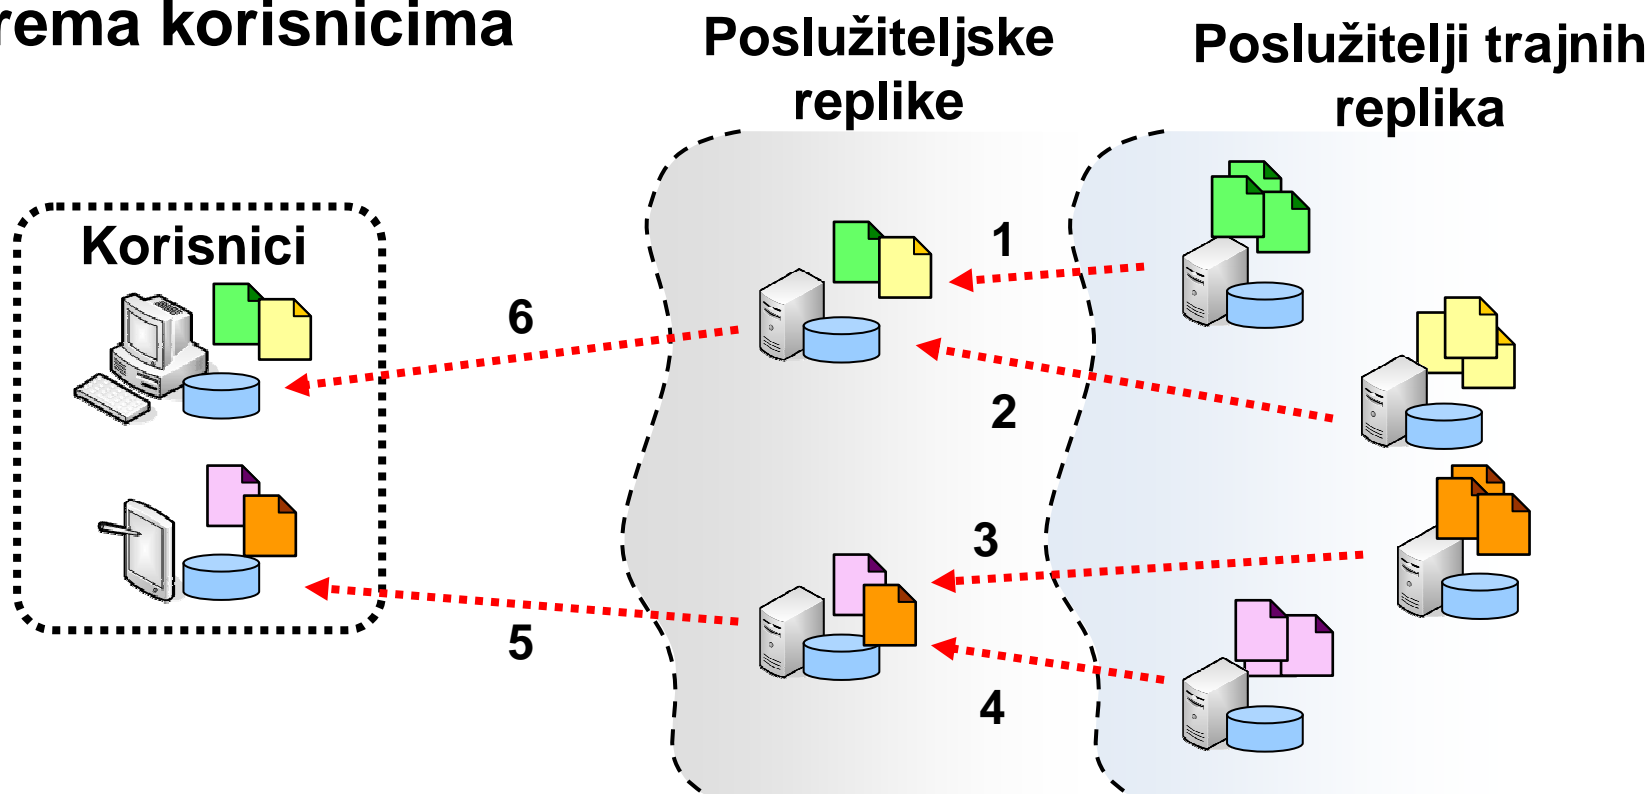 rema korisnicima
Poslužiteljske
replike
Poslužitelji trajnih
replika
Korisnici
1
6
2
3
5
4